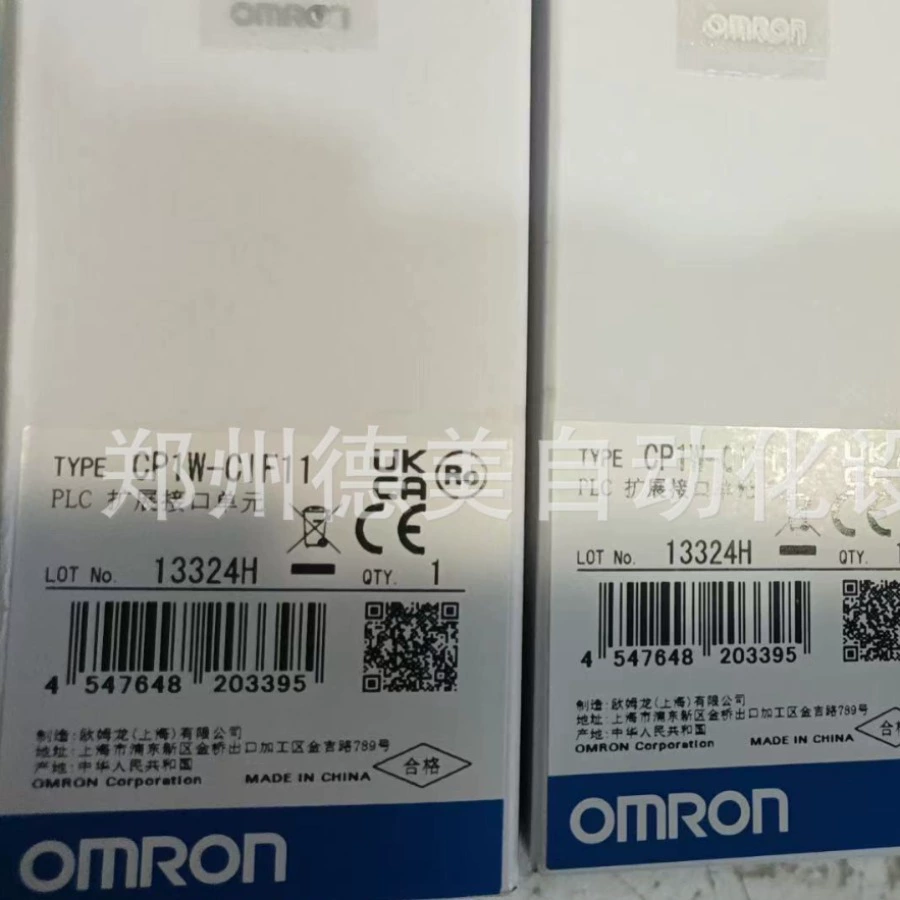 OMRON
TYPE CP1W-CIF11
PLC 扩展接口单元
UK
CA
Ro
CE
LOT No. 13324H QTY. 1
4 547648 203395
制造:欧姆龙(上海)有限公司
地址:上海市浦东新区金桥出口加工区金吉路789号
产地:中华人民共和国
OMRON Corporation MADE IN CHINA
合格
OMRON
OMRON
TYPE CP1W-
PLC 扩展接口单
LOT No. 13324H QTY.
4 547648 203395
制造:欧姆龙(上海)有限公司
地址:上海市浦东新区金桥出口加工区金吉路789号
产地:中华人民共和国
OMRON Corporation MADE IN CHINA
OMRON
郑州德美自动化设